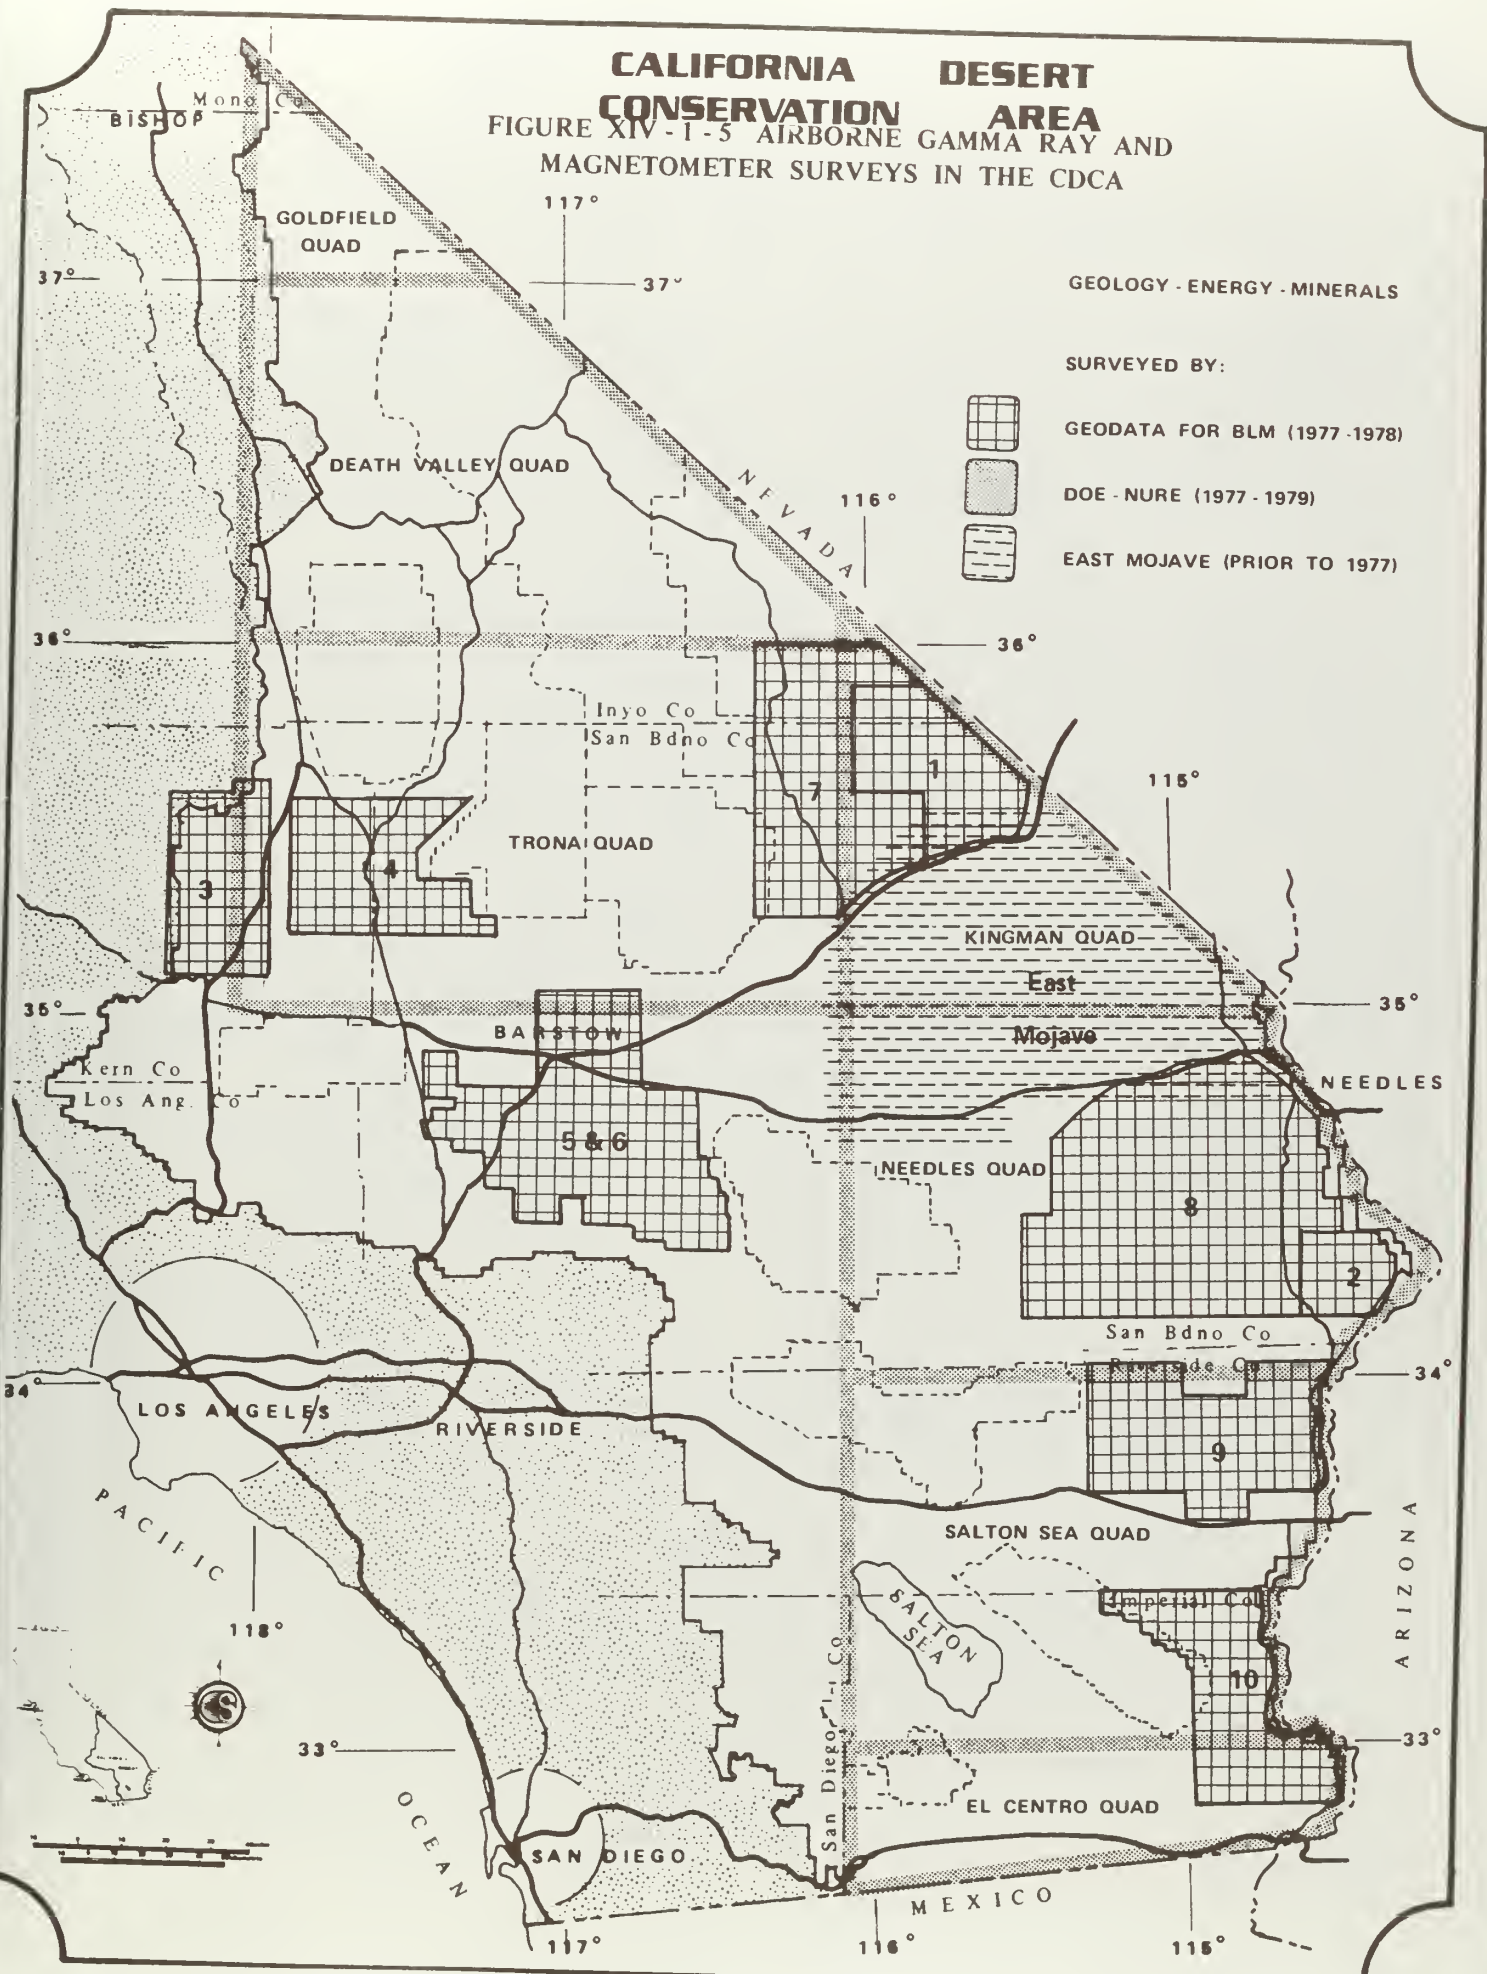 CALIFORNIA DESERT
CONSERVATION AREA
FIGURE XIV-1-5 AIRBORNE GAMMA RAY AND
MAGNETOMETER SURVEYS IN THE CDCA
Mono Co
BISHOP
117°
GOLDFIELD
QUAD
37°
37°
GEOLOGY - ENERGY - MINERALS
SURVEYED BY:
GEODATA FOR BLM (1977-1978)
DOE - NURE (1977-1979)
EAST MOJAVE (PRIOR TO 1977)
DEATH VALLEY QUAD
NEVADA
116°
36°
36°
Inyo Co
San Bdno Co
1
7
115°
TRONA QUAD
3
4
KINGMAN QUAD
East
Mojave
35°
35°
BARSTOW
Kern Co
Los Ang. Co
NEEDLES
5 & 6
NEEDLES QUAD
8
2
San Bdno Co
Riverside Co
34°
34°
LOS ANGELES
RIVERSIDE
9
PACIFIC
SALTON SEA QUAD
ARIZONA
SALTON
SEA
Imperial Co
118°
10
San Diego Co
33°
33°
OCEAN
EL CENTRO QUAD
SAN DIEGO
MEXICO
117°
116°
115°